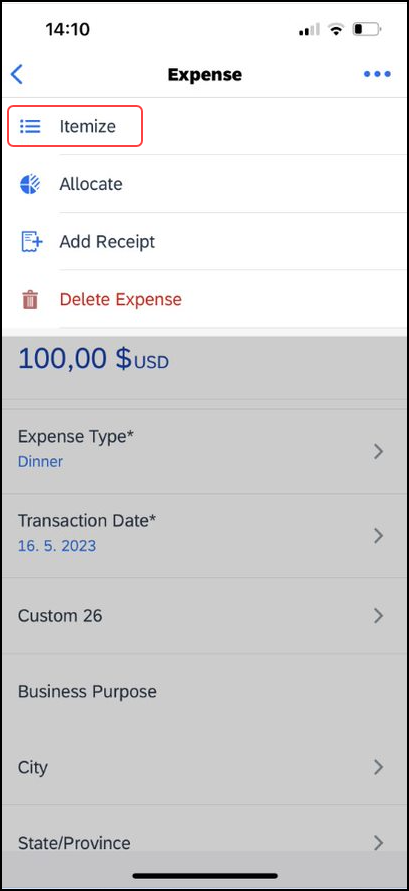 14:10
Expense
Itemize
Allocate
Add Receipt
Delete Expense
100,00 $ USD
Expense Type*
Dinner
Transaction Date*
16. 5. 2023
Custom 26
Business Purpose
City
State/Province